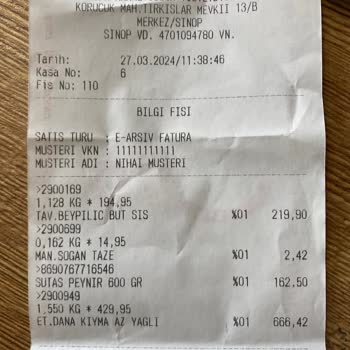 KORUCUK MAH.TIRKISLAR MEVKII 13/B
MERKEZ/SINOP
SINOP VD. 4701094780 VN.
Tarih: 27.03.2024/11:38:46
Kasa No: 6
Fis No: 110
BILGI FISI
SATIS TURU : E-ARSIV FATURA
MUSTERI VKN : 11111111111
MUSTERI ADI : NIHAI MUSTERI
>2900169
1,128 KG * 194,95
TAV.BEYPILIC BUT SIS %01 219,90
>2900699
0,162 KG * 14,95
MAN.SOGAN TAZE %01 2,42
>8690767716546
SUTAS PEYNIR 600 GR %01 162,50
>2900949
1,550 KG * 429,95
ET.DANA KIYMA AZ YAGLI %01 666,42